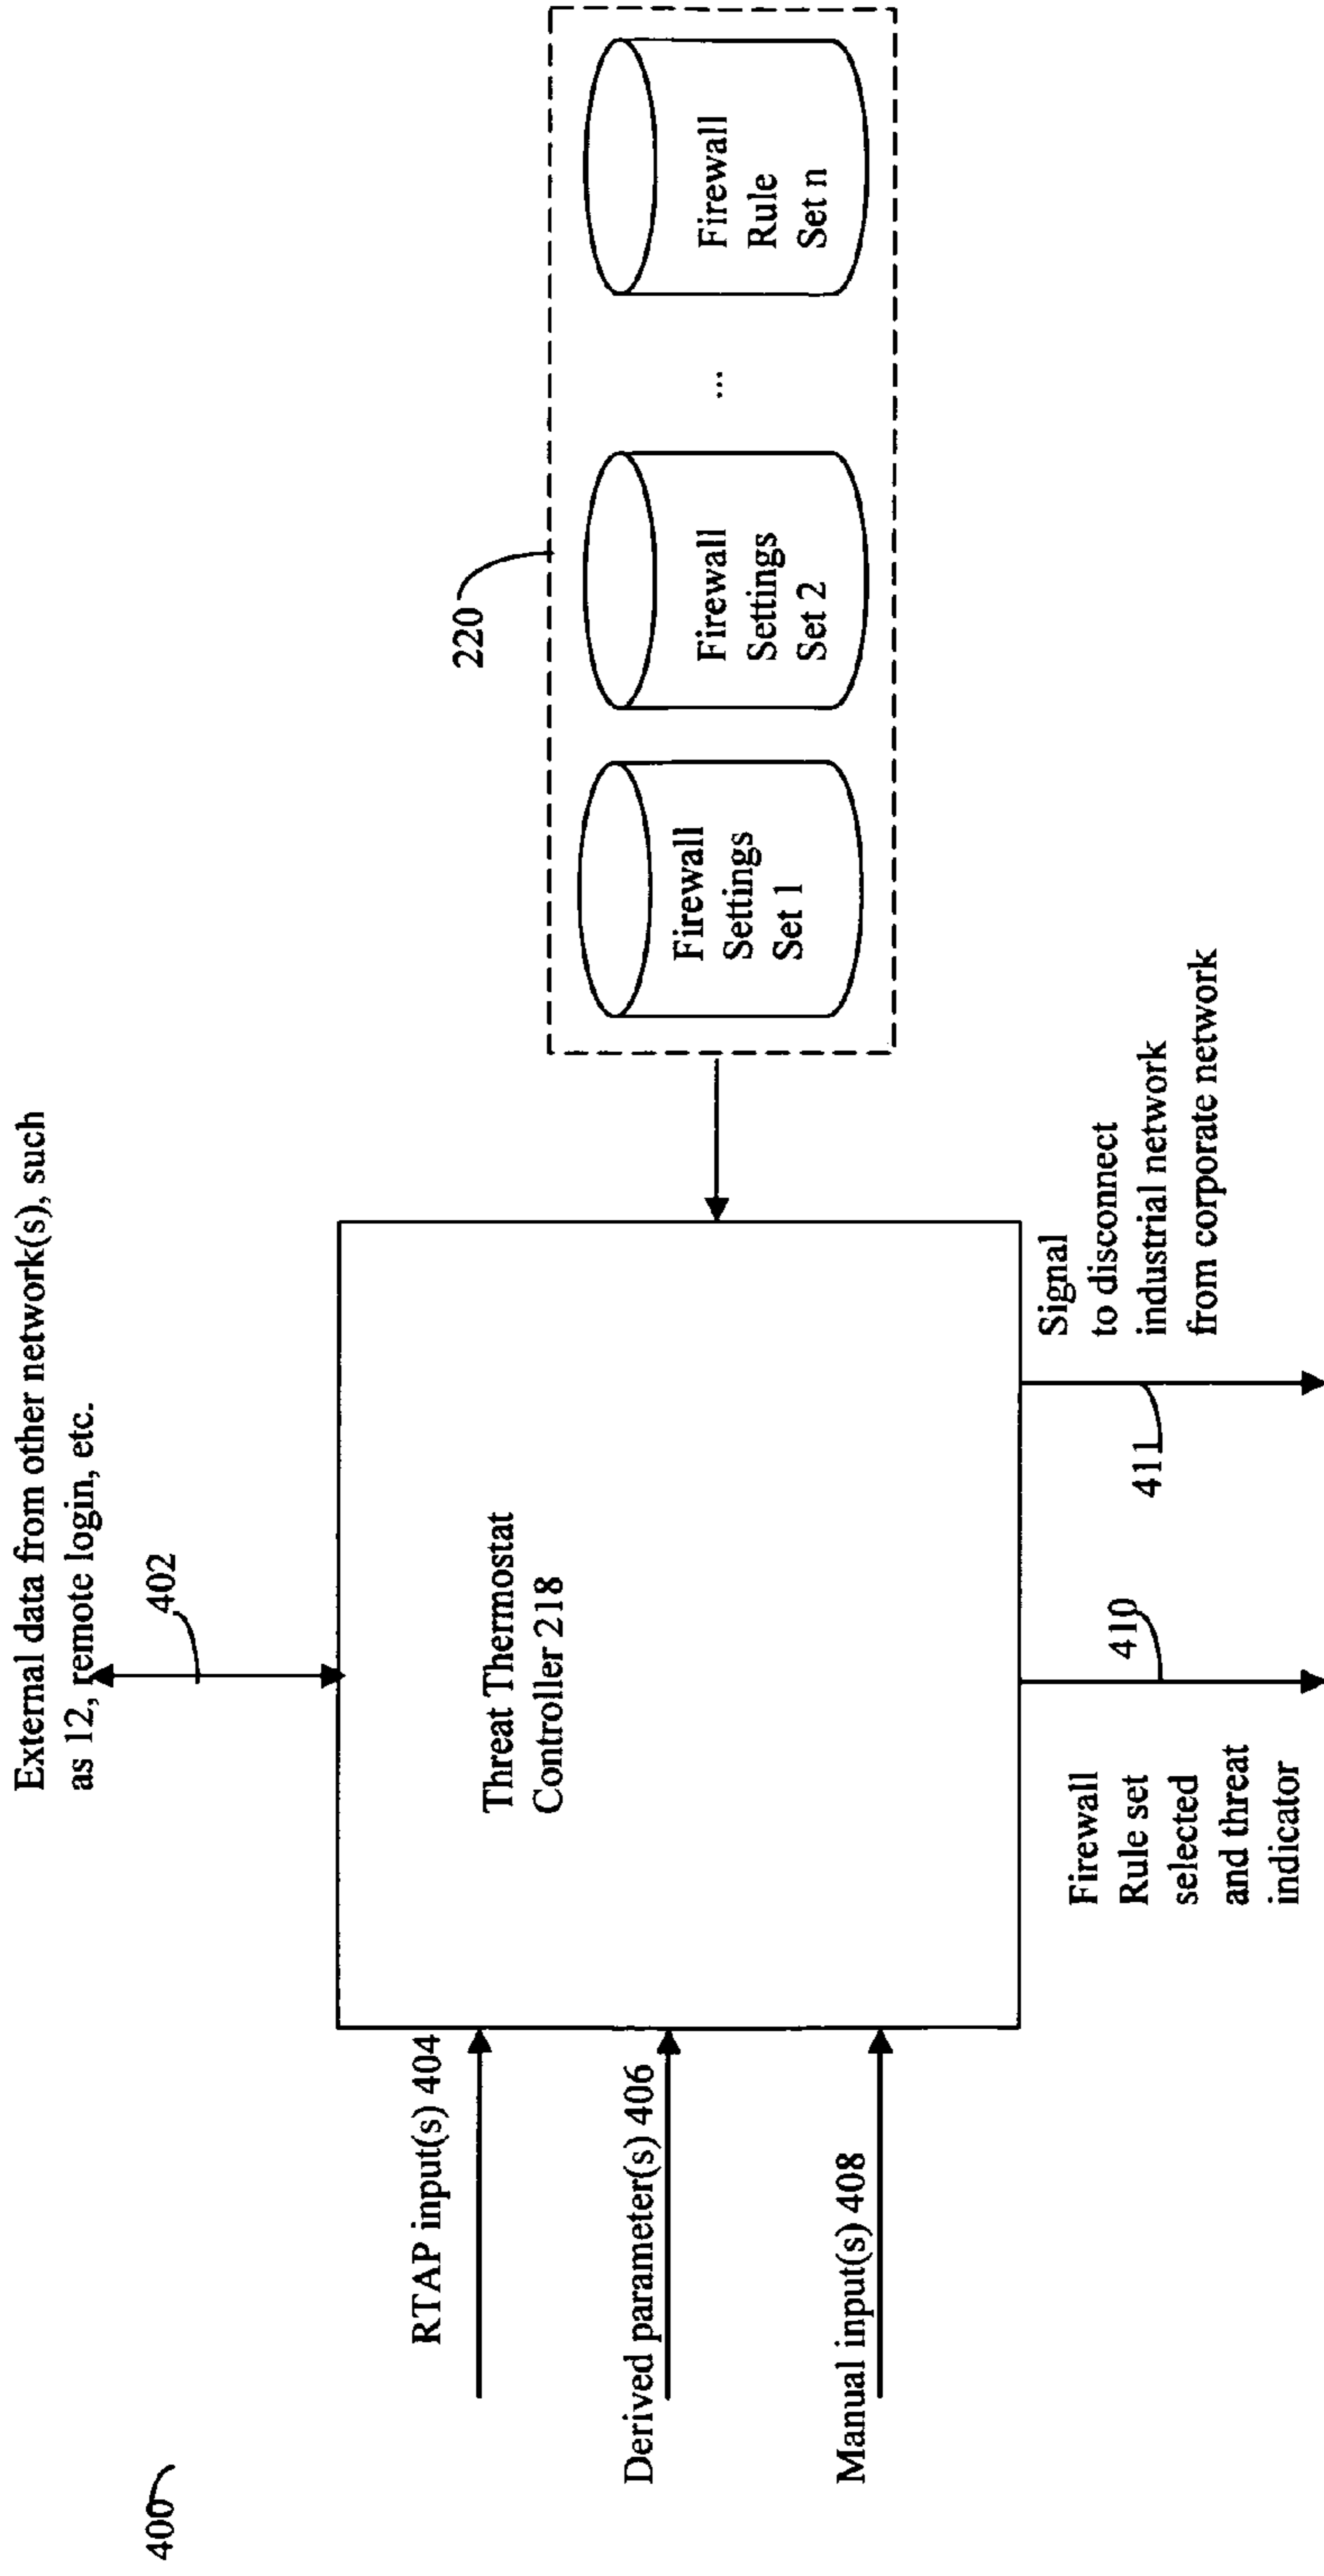 External data from other network(s), such
as 12, remote login, etc.
400
402
RTAP input(s) 404
Derived parameter(s) 406
Manual input(s) 408
Threat Thermostat
Controller 218
220
Firewall
Settings
Set 1
Firewall
Settings
Set 2
...
Firewall
Rule
Set n
Firewall
Rule set
selected
and threat
indicator
410
411
Signal
to disconnect
industrial network
from corporate network